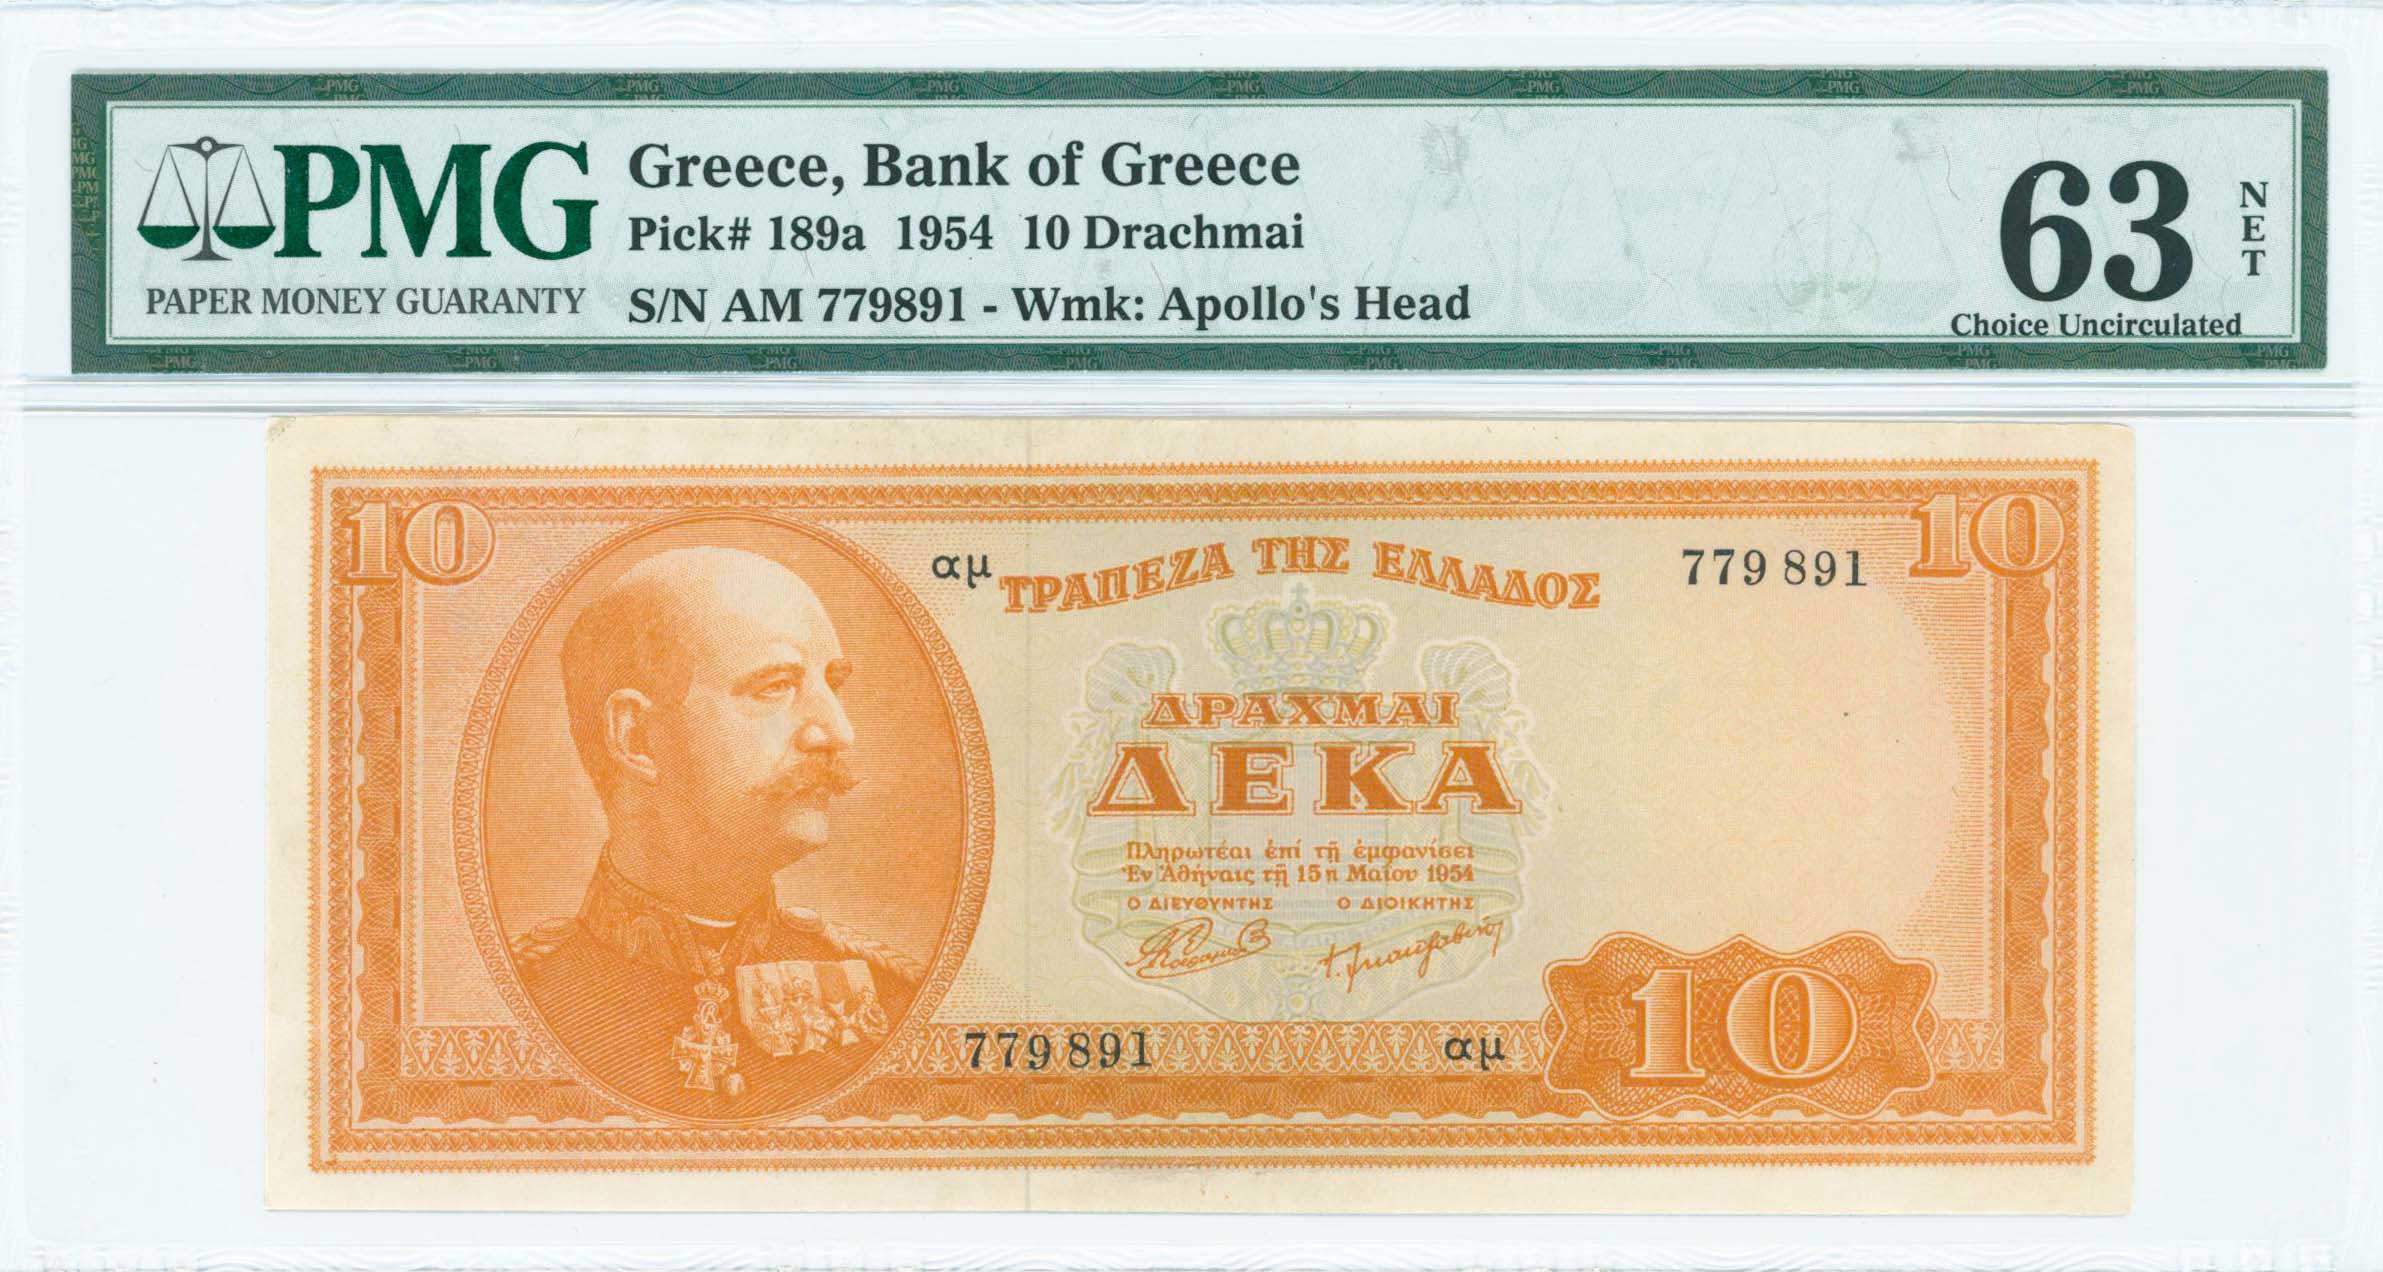 PMG
PAPER MONEY GUARANTY
Greece, Bank of Greece
Pick# 189a 1954 10 Drachmai
S/N AM 779891 - Wmk: Apollo's Head
63
NET
Choice Uncirculated
10
αμ
ΤΡΑΠΕΖΑ ΤΗΣ ΕΛΛΑΔΟΣ
779 891
10
ΔΡΑΧΜΑΙ
ΔΕΚΑ
Πληρωτέαι ἐπί τῇ ἐμφανίσει
Ἐν Ἀθήναις τῇ 15η Μαΐου 1954
Ο ΔΙΕΥΘΥΝΤΗΣ Ο ΔΙΟΙΚΗΤΗΣ
779 891
αμ
10